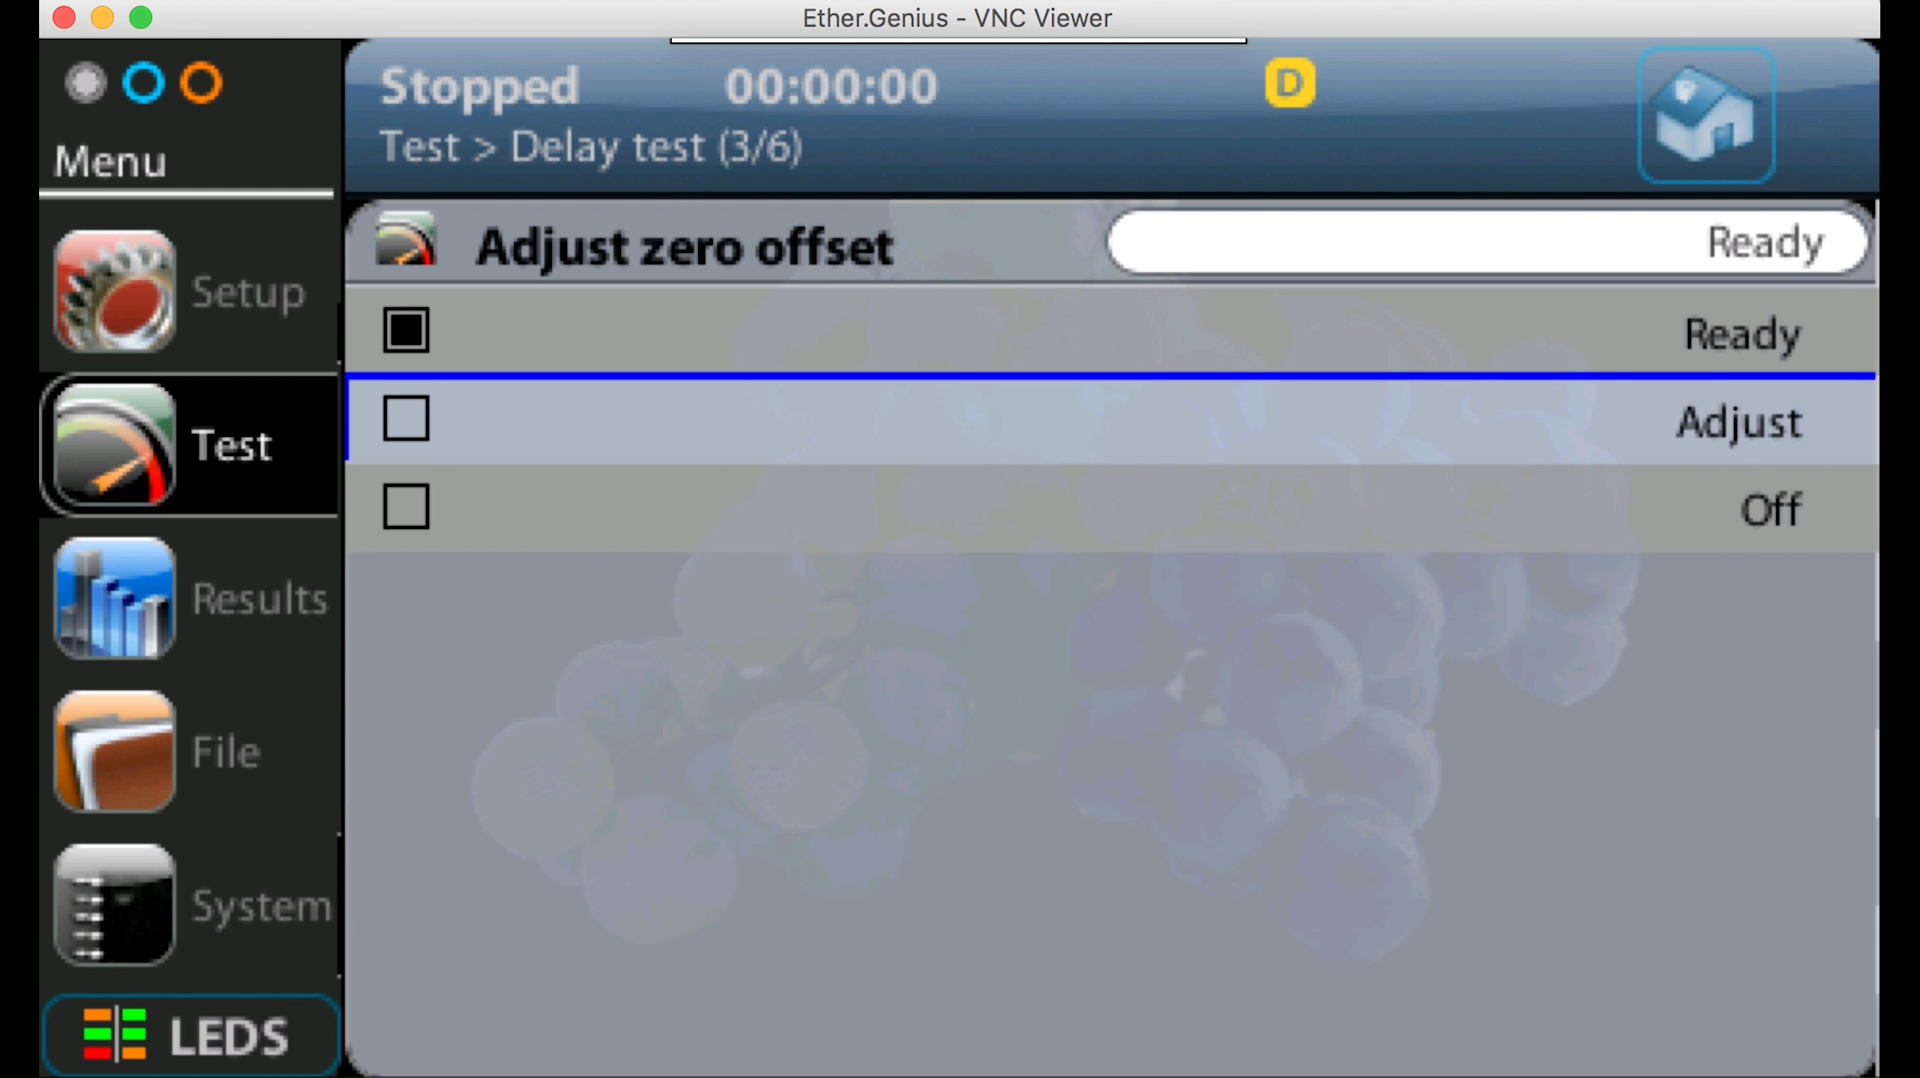 Ether.Genius - VNC Viewer
Stopped 00:00:00 D
Test > Delay test (3/6)
Menu
Adjust zero offset Ready
Setup
Ready
Test
Adjust
Off
Results
File
System
LEDS